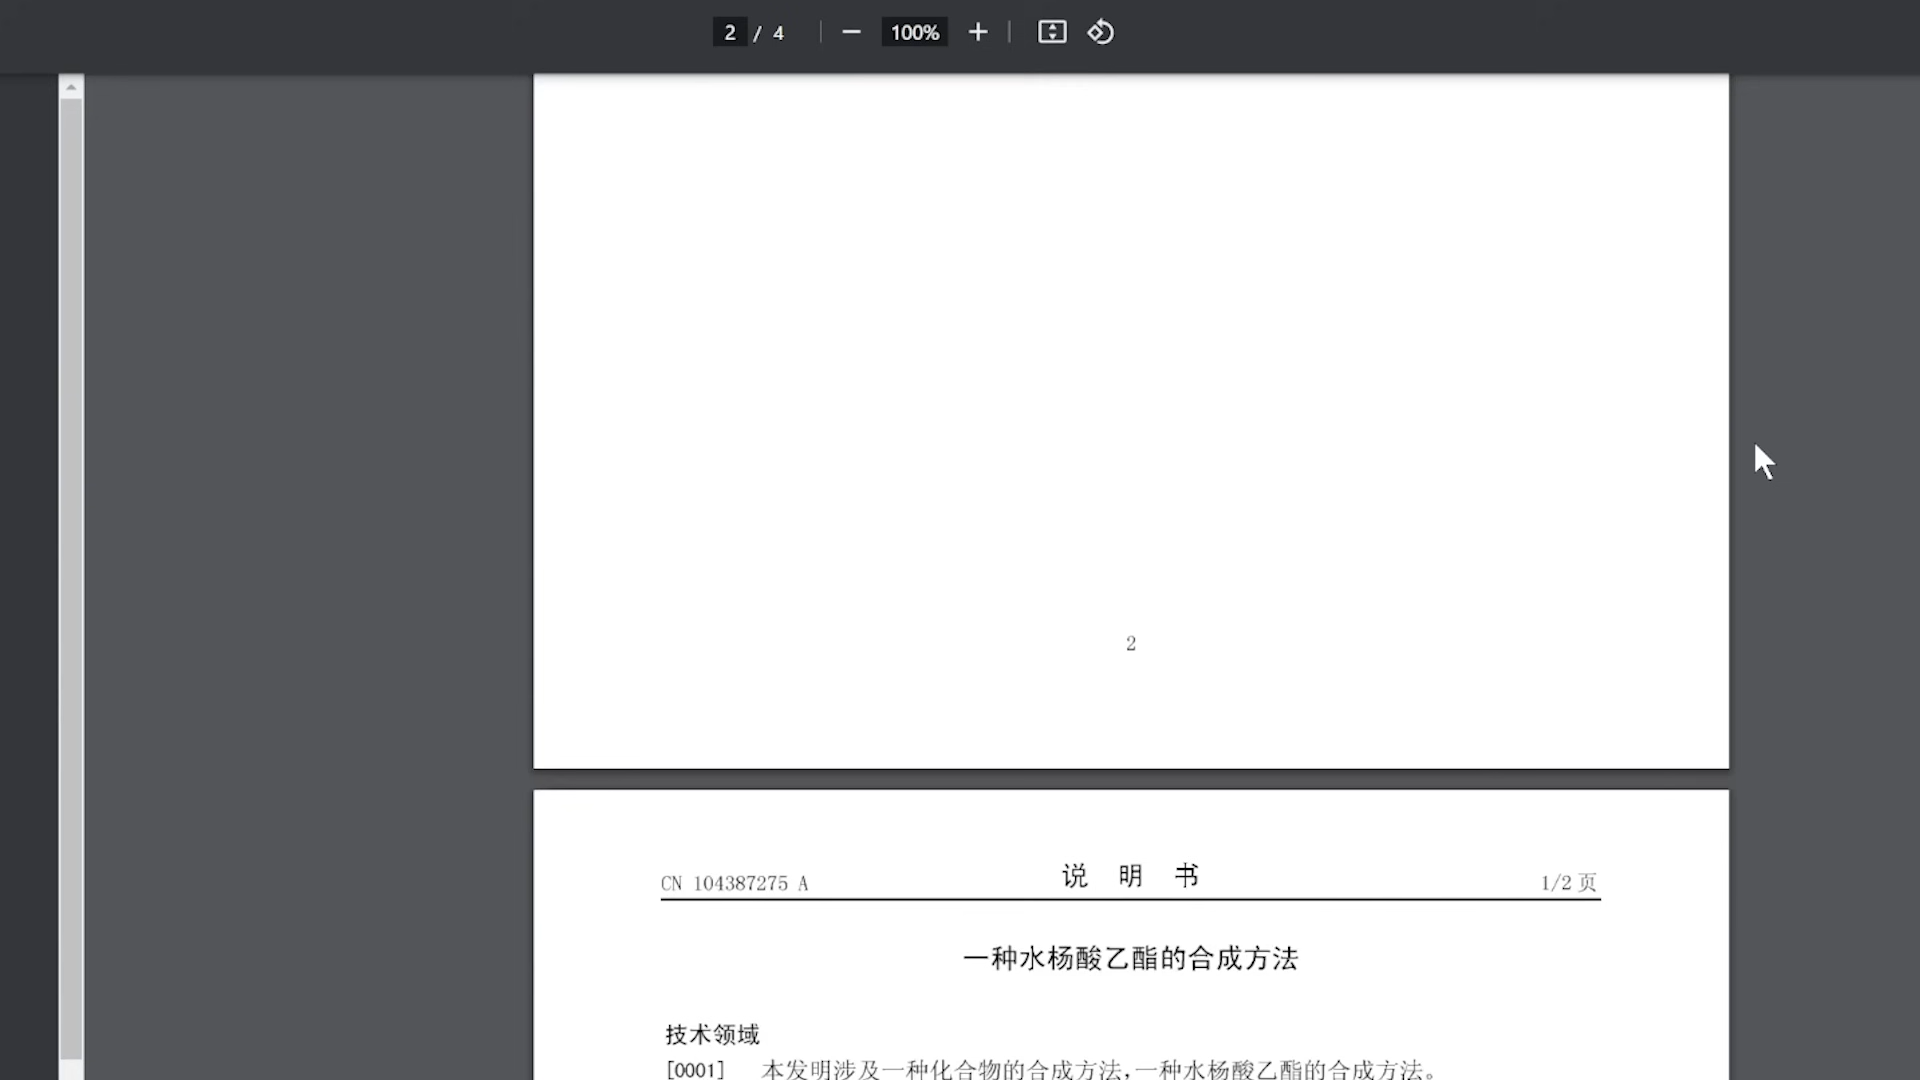 2 / 4 100%
2
CN 104387275 A 说 明 书 1/2 页
一种水杨酸乙酯的合成方法
技术领域
[0001] 本发明涉及一种化合物的合成方法,一种水杨酸乙酯的合成方法。